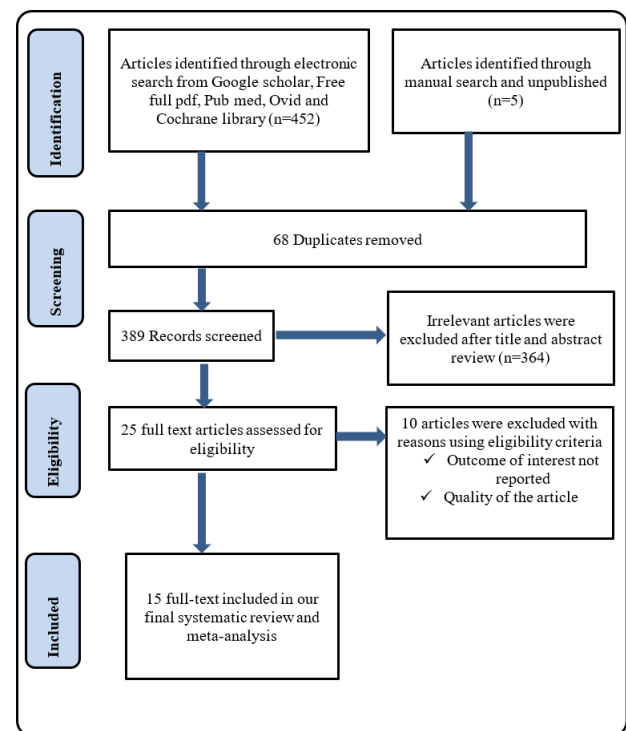 Identification
Articles identified through electronic
search from Google scholar, Free
full pdf, Pub med, Ovid and
Cochrane library (n=452)
Articles identified through
manual search and unpublished
(n=5)
Screening
68 Duplicates removed
389 Records screened
Irrelevant articles were
excluded after title and abstract
review (n=364)
Eligibility
25 full text articles assessed for
eligibility
10 articles were excluded with
reasons using eligibility criteria
✓ Outcome of interest not
reported
✓ Quality of the article
Included
15 full-text included in our
final systematic review and
meta-analysis